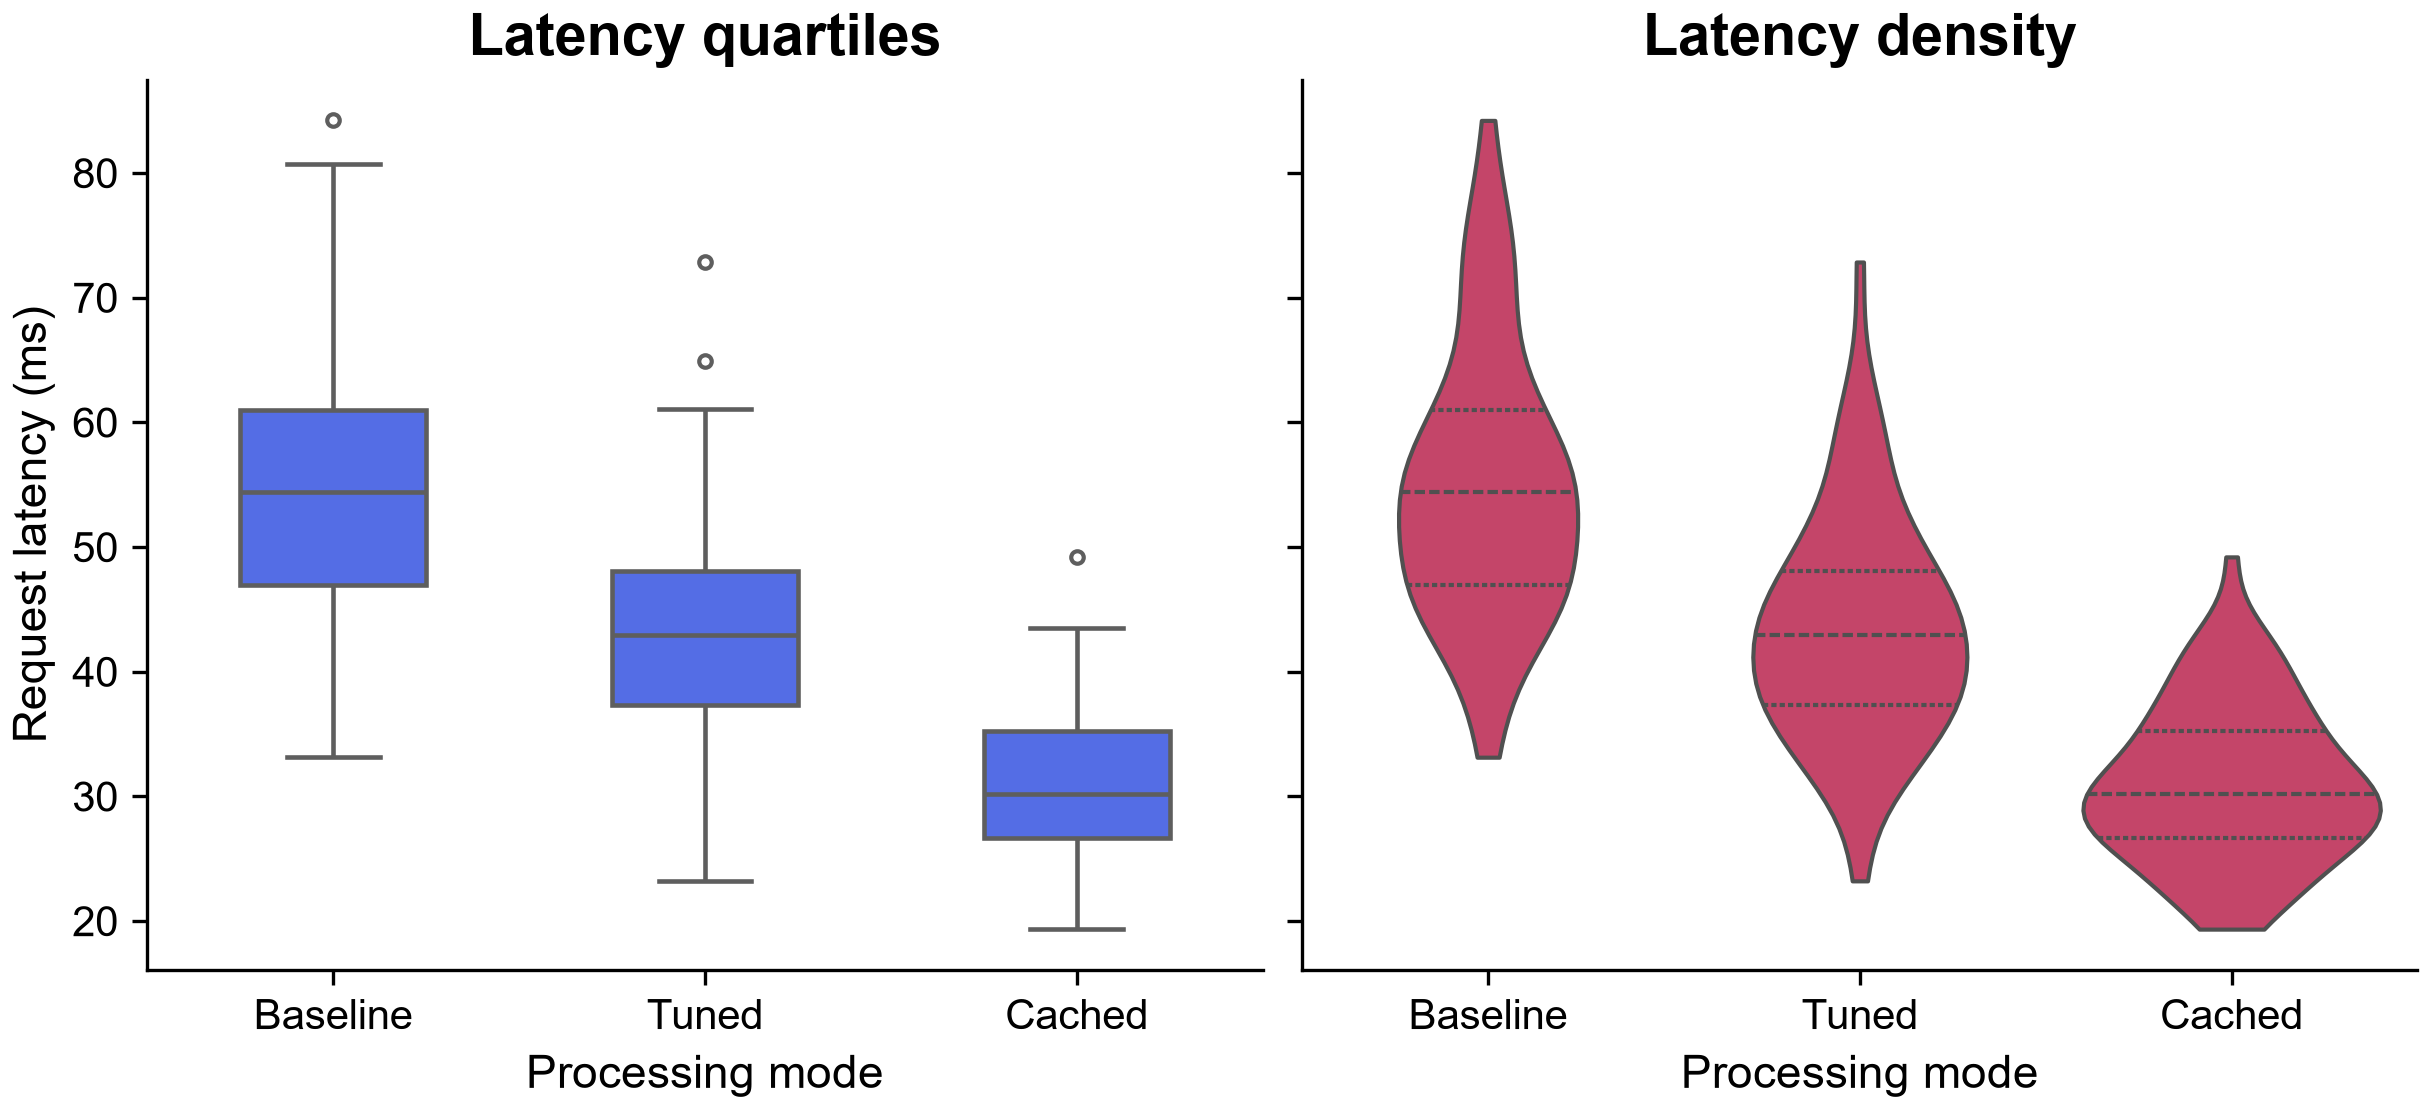 Latency quartiles
Request latency (ms)
80
70
60
50
40
30
20
Baseline Tuned Cached
Processing mode
Latency density
Baseline Tuned Cached
Processing mode